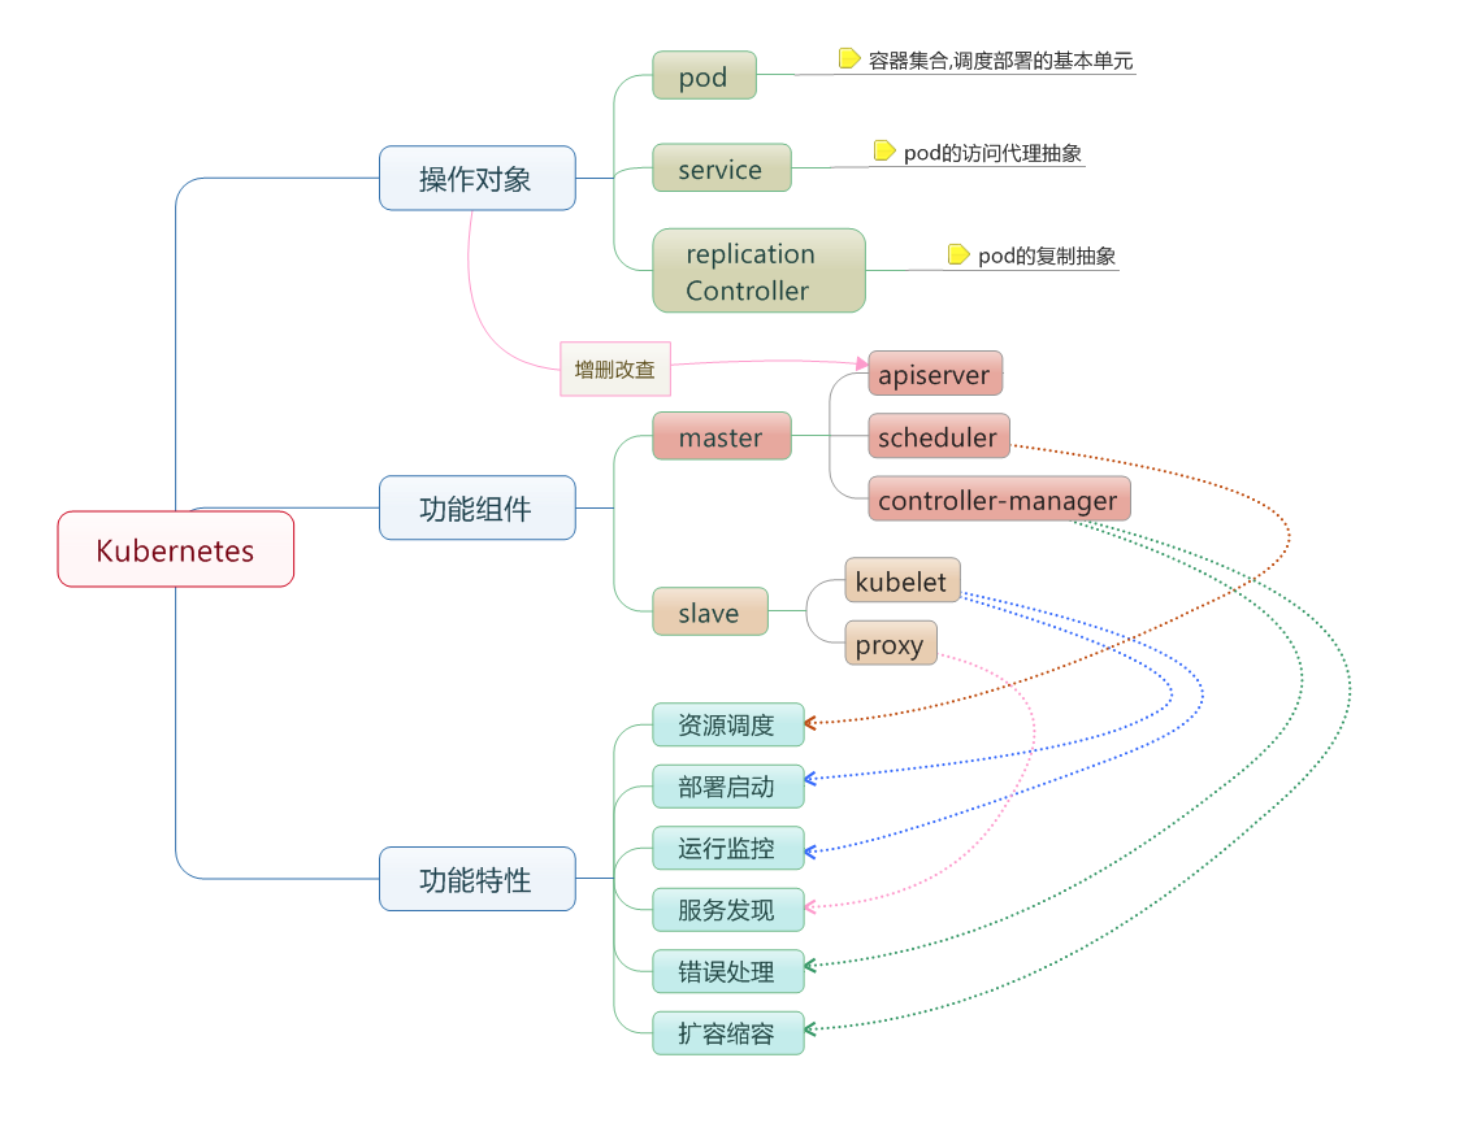 pod
容器集合,调度部署的基本单元
操作对象
service
pod的访问代理抽象
replication
Controller
pod的复制抽象
增删改查
apiserver
master
scheduler
功能组件
controller-manager
Kubernetes
slave
kubelet
proxy
功能特性
资源调度
部署启动
运行监控
服务发现
错误处理
扩容缩容